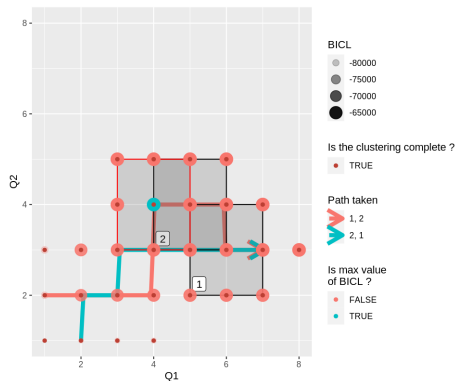 8
6
4
2
Q2
2
1
2
4
6
8
Q1
BICL
-80000
-75000
-70000
-65000
Is the clustering complete ?
TRUE
Path taken
1, 2
2, 1
Is max value
of BICL ?
FALSE
TRUE